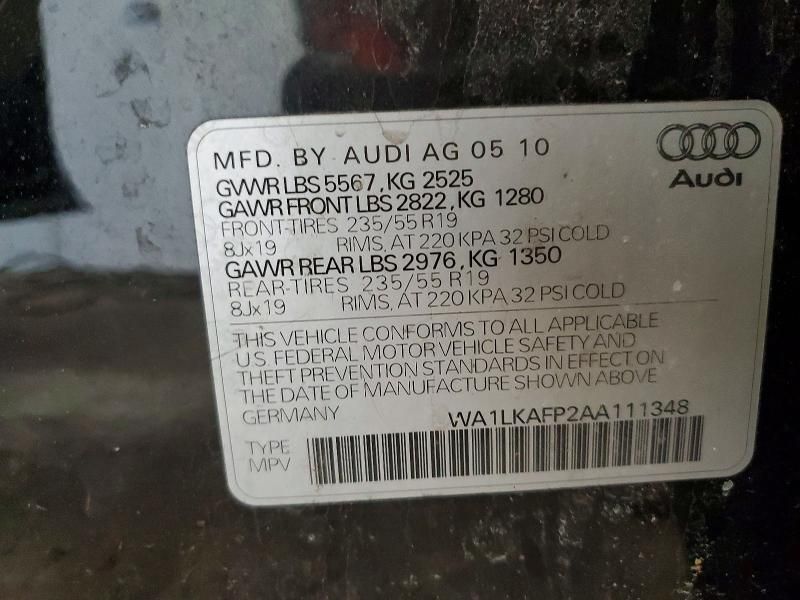 MFD. BY AUDI AG 05 10
Audi
GVWR LBS 5567, KG 2525
GAWR FRONT LBS 2822, KG 1280
FRONT-TIRES 235/55 R19
8Jx19 RIMS, AT 220 KPA 32 PSI COLD
GAWR REAR LBS 2976, KG 1350
REAR-TIRES 235/55 R19
8Jx19 RIMS, AT 220 KPA, 32 PSI COLD
THIS VEHICLE CONFORMS TO ALL APPLICABLE
U.S. FEDERAL MOTOR VEHICLE SAFETY AND
THEFT PREVENTION STANDARDS IN EFFECT ON
THE DATE OF MANUFACTURE SHOWN ABOVE
GERMANY WA1LKAFP2AA111348
TYPE
MPV